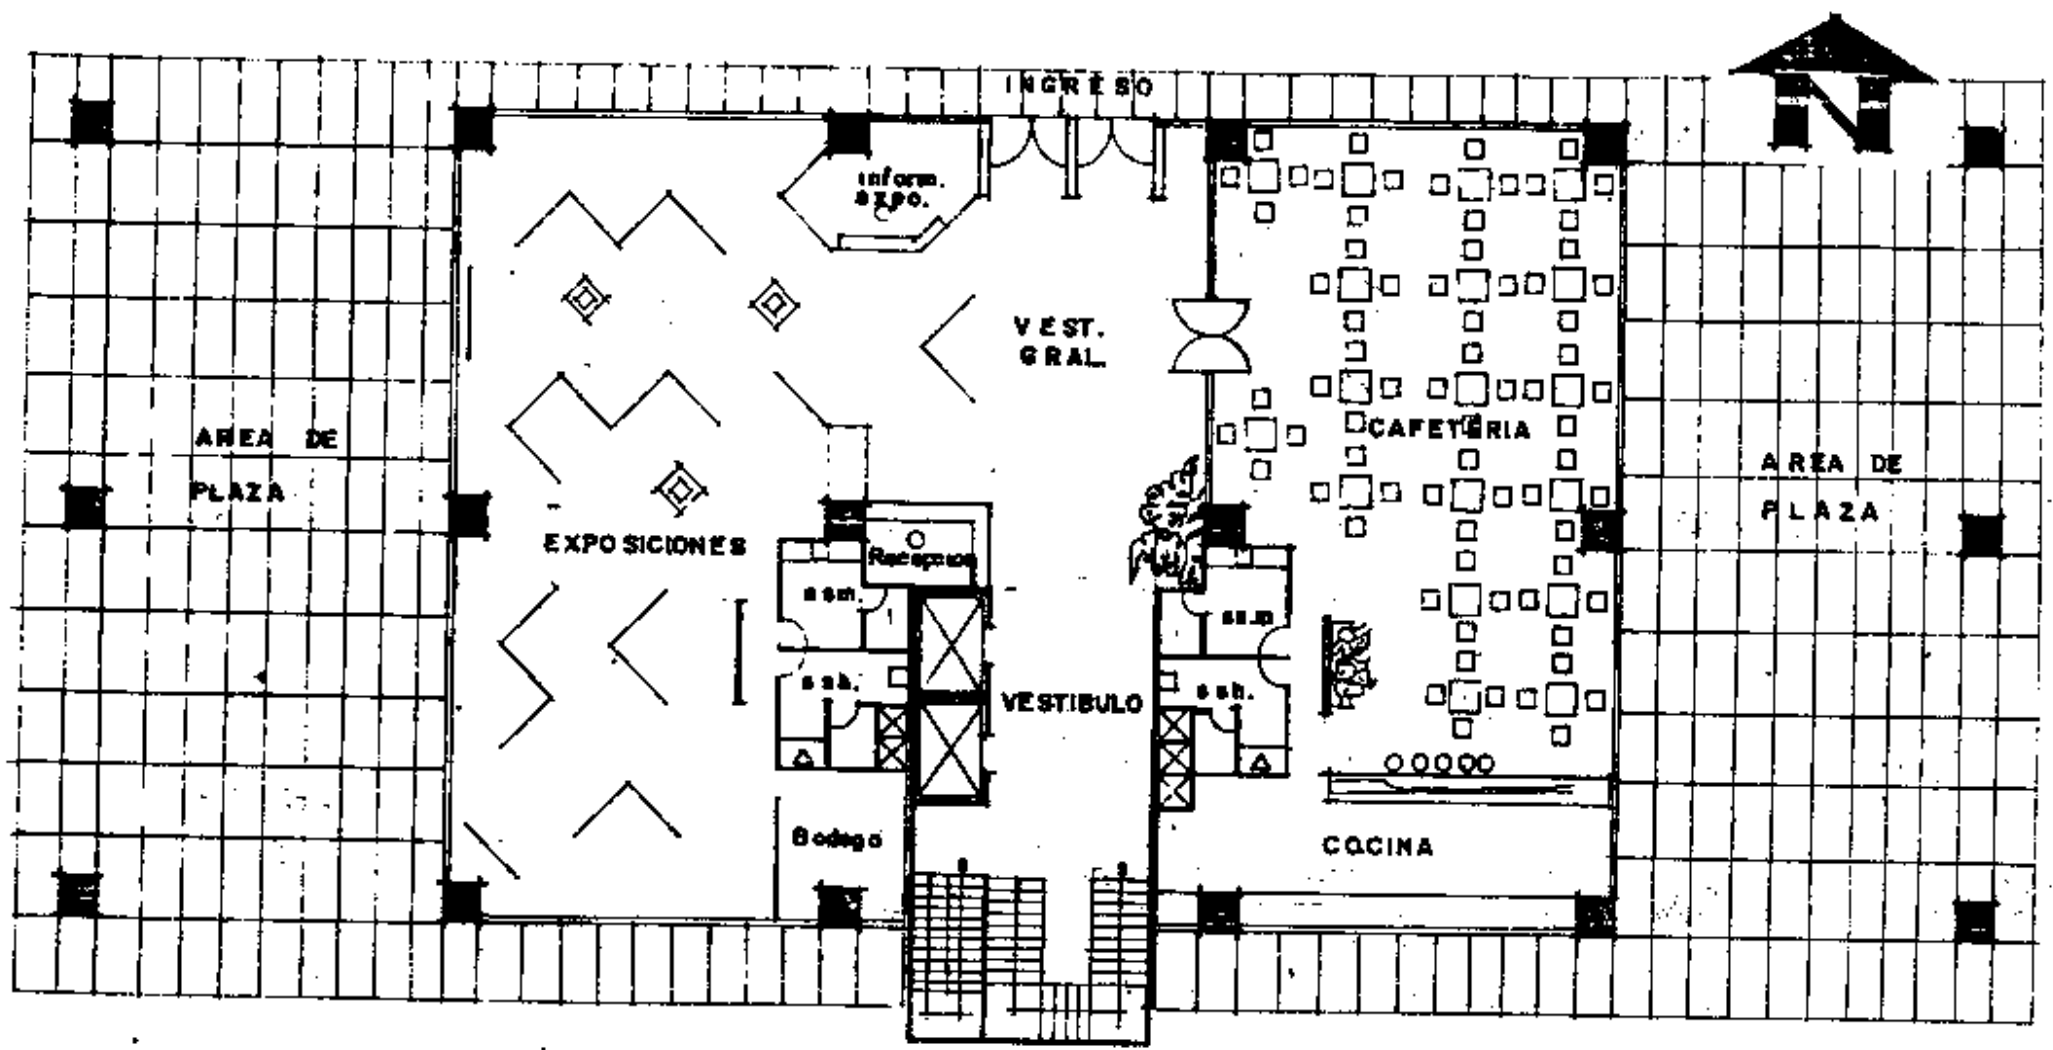 INGRESO
N
inform.
expo.
VEST.
GRAL.
AREA DE
PLAZA
CAFETERIA
AREA DE
PLAZA
EXPOSICIONES
Recepcion
s s m.
s s.m
s s h.
s s h.
VESTIBULO
Bodega
COCINA
s
s